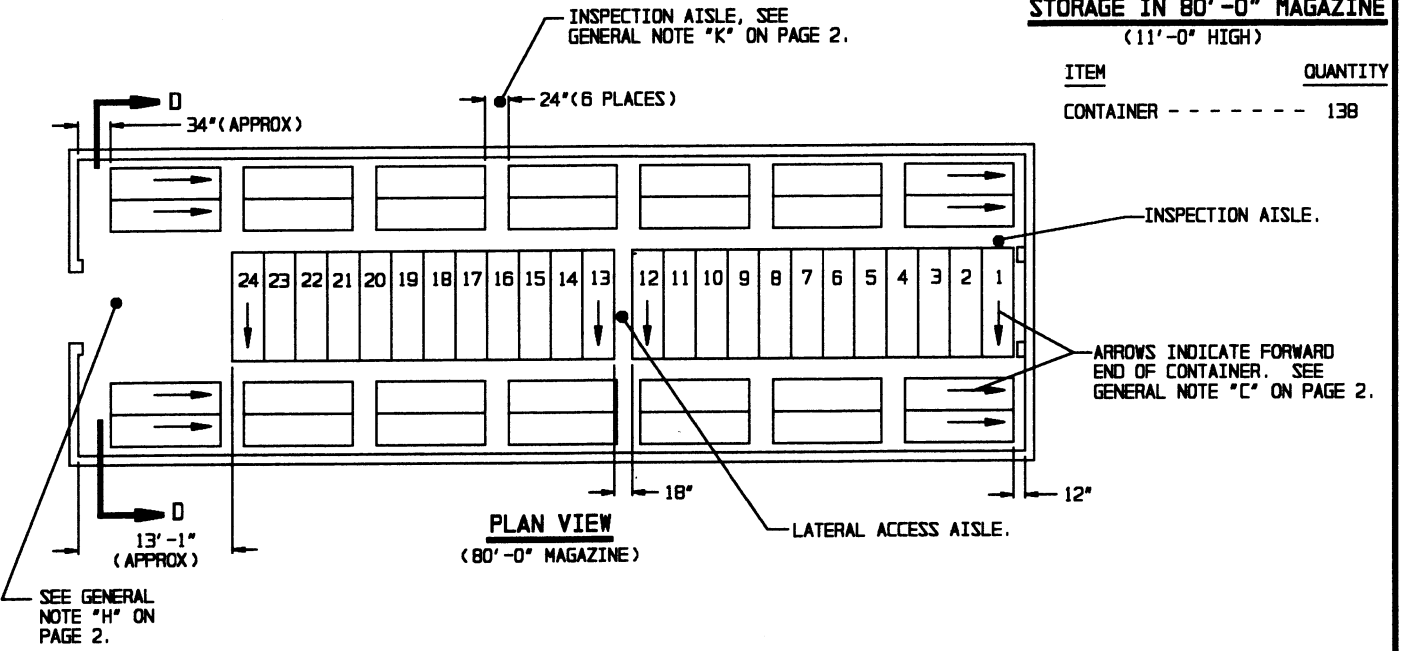 STORAGE IN 80'-0" MAGAZINE
(11'-0" HIGH)
ITEM QUANTITY
CONTAINER - - - - - - - 138
INSPECTION AISLE, SEE
GENERAL NOTE "K" ON PAGE 2.
D
24"(6 PLACES)
34"(APPROX)
INSPECTION AISLE.
24 23 22 21 20 19 18 17 16 15 14 13 12 11 10 9 8 7 6 5 4 3 2 1
ARROWS INDICATE FORWARD
END OF CONTAINER. SEE
GENERAL NOTE "C" ON PAGE 2.
18"
12"
D
13'-1"
(APPROX)
PLAN VIEW
(80'-0" MAGAZINE)
LATERAL ACCESS AISLE.
SEE GENERAL
NOTE "H" ON
PAGE 2.